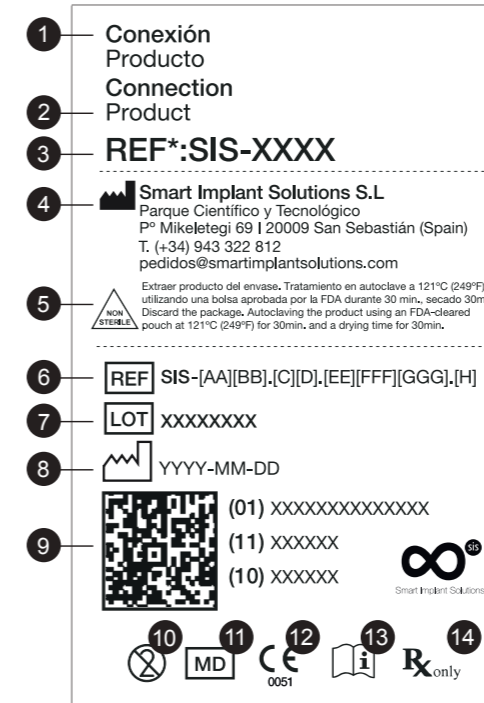 1 Conexión
Producto
Connection
2 Product
3 REF*:SIS-XXXX
4 Smart Implant Solutions S.L
Parque Científico y Tecnológico
Pº Mikeletegi 69 I 20009 San Sebastián (Spain)
T. (+34) 943 322 812
pedidos@smartimplantsolutions.com
5 NON STERILE
Extraer producto del envase. Tratamiento en autoclave a 121ºC (249ºF)
utilizando una bolsa aprobada por la FDA durante 30 min., secado 30m
Discard the package. Autoclaving the product using an FDA-cleared
pouch at 121ºC (249ºF) for 30min. and a drying time for 30min.
6 REF SIS-[AA][BB].[C][D].[EE][FFF][GGG].[H]
7 LOT XXXXXXXX
8 YYYY-MM-DD
9 (01) XXXXXXXXXXXXXX
(11) XXXXXX
(10) XXXXXX
sis
Smart Implant Solutions
10 11 12 13 14
2 MD CE 0051 i Rx only